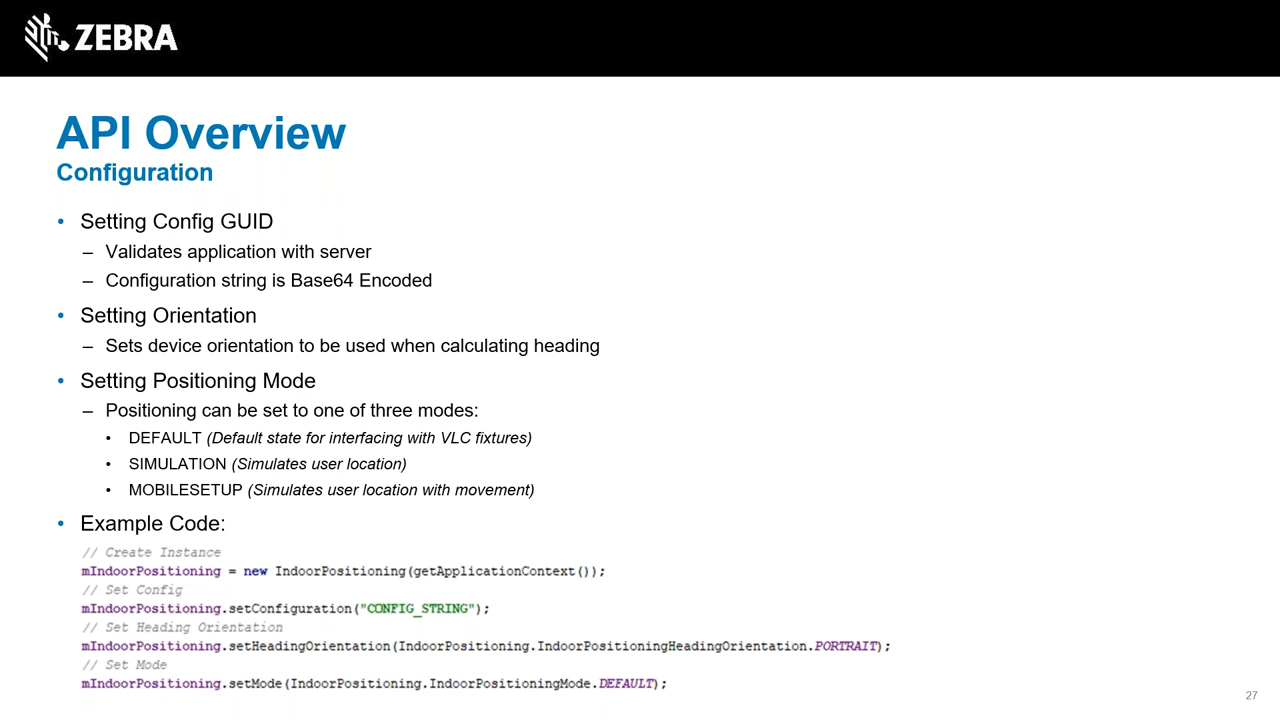 ZEBRA
API Overview
Configuration
• Setting Config GUID
– Validates application with server
– Configuration string is Base64 Encoded
• Setting Orientation
– Sets device orientation to be used when calculating heading
• Setting Positioning Mode
– Positioning can be set to one of three modes:
• DEFAULT (Default state for interfacing with VLC fixtures)
• SIMULATION (Simulates user location)
• MOBILESETUP (Simulates user location with movement)
• Example Code:
// Create Instance
mIndoorPositioning = new IndoorPositioning(getApplicationContext());
// Set Config
mIndoorPositioning.setConfiguration("CONFIG_STRING");
// Set Heading Orientation
mIndoorPositioning.setHeadingOrientation(IndoorPositioning.IndoorPositioningHeadingOrientation.PORTRAIT);
// Set Mode
mIndoorPositioning.setMode(IndoorPositioning.IndoorPositioningMode.DEFAULT);
27